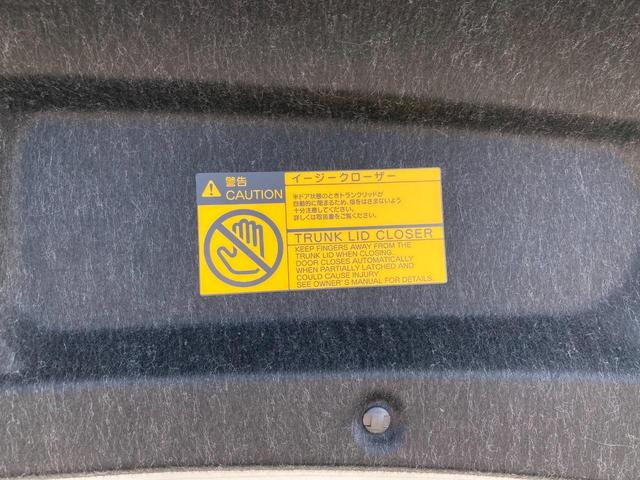 警告
CAUTION
イージークローザー
半ドア状態のときトランクリッドが
自動的に閉まるため、指をはさまないよう
十分注意してください。
詳しくは取扱書をご覧ください。
TRUNK LID CLOSER
KEEP FINGERS AWAY FROM THE
TRUNK LID WHEN CLOSING.
DOOR CLOSES AUTOMATICALLY
WHEN PARTIALLY LATCHED AND
COULD CAUSE INJURY.
SEE OWNER'S MANUAL FOR DETAILS.